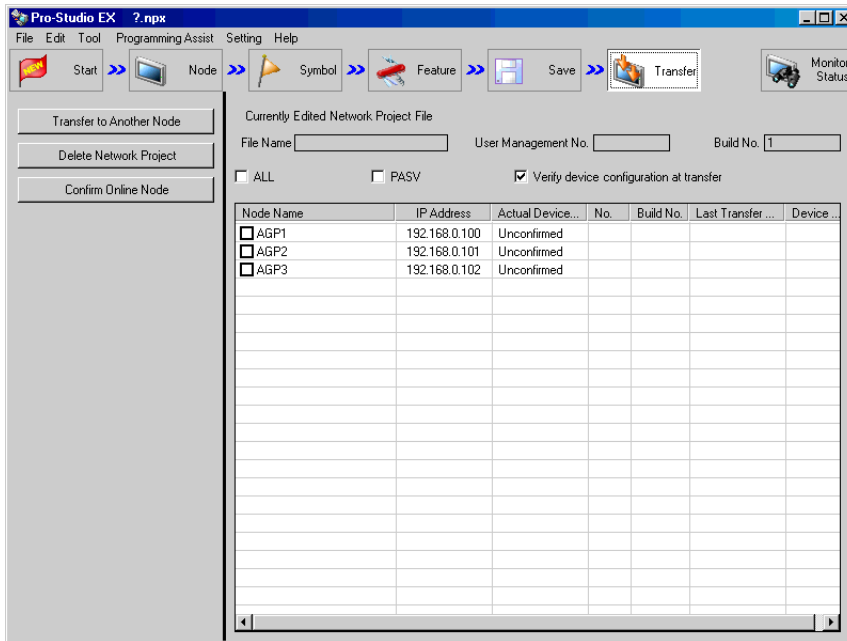 Pro-Studio EX ?.npx
File Edit Tool Programming Assist Setting Help
NEW Start Node Symbol Feature Save Transfer Monitor Status
Transfer to Another Node
Delete Network Project
Confirm Online Node
Currently Edited Network Project File
File Name User Management No. Build No. 1
ALL PASV Verify device configuration at transfer
Node Name IP Address Actual Device... No. Build No. Last Transfer ... Device ...
AGP1 192.168.0.100 Unconfirmed
AGP2 192.168.0.101 Unconfirmed
AGP3 192.168.0.102 Unconfirmed